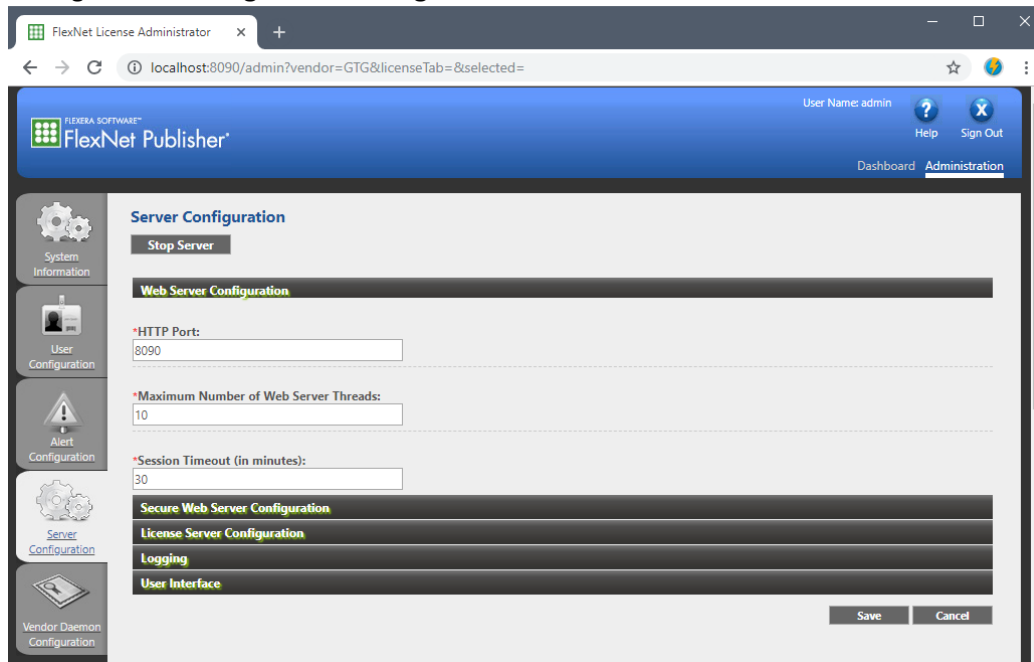 FlexNet License Administrator
localhost:8090/admin?vendor=GTG&licenseTab=&selected=
User Name: admin
FLEXERA SOFTWARE™
FlexNet Publisher®
Help
Sign Out
Dashboard
Administration
System
Information
User
Configuration
Alert
Configuration
Server
Configuration
Vendor Daemon
Configuration
Server Configuration
Stop Server
Web Server Configuration
*HTTP Port:
8090
*Maximum Number of Web Server Threads:
10
*Session Timeout (in minutes):
30
Secure Web Server Configuration
License Server Configuration
Logging
User Interface
Save
Cancel